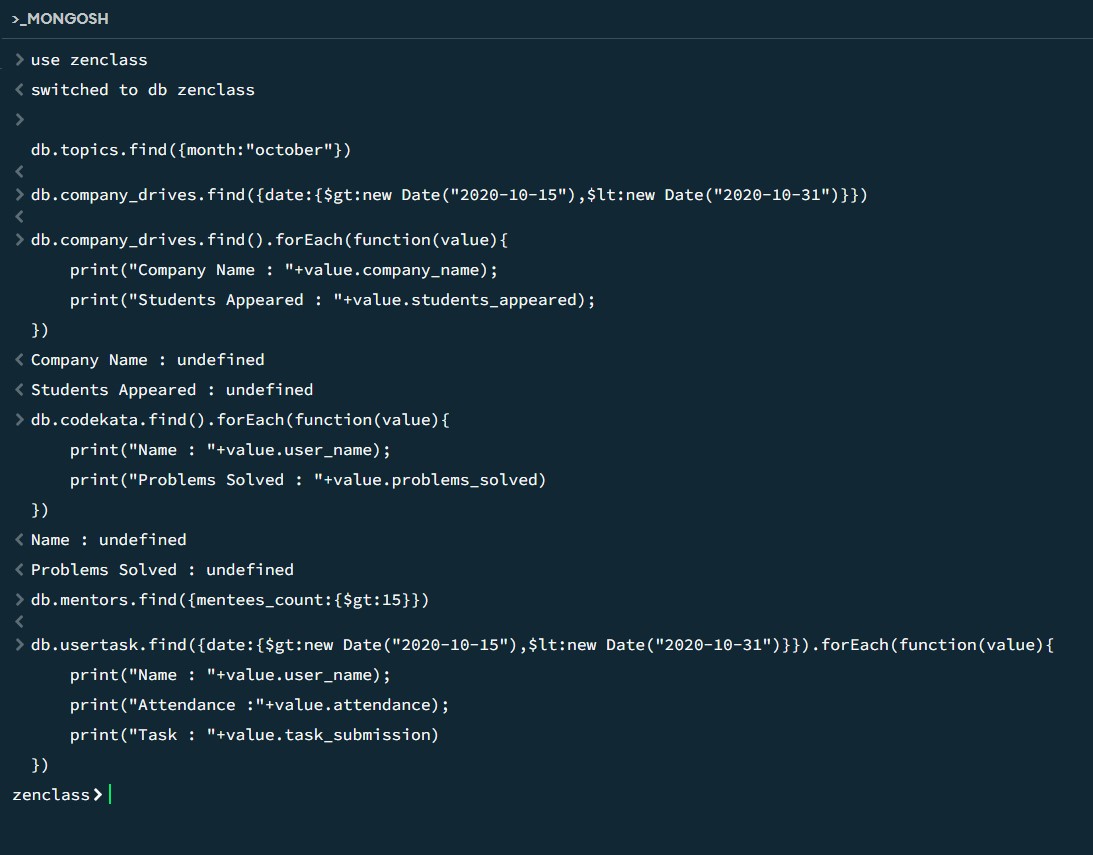 >_MONGOSH
> use zenclass
< switched to db zenclass
>
db.topics.find({month:"october"})
<
> db.company_drives.find({date:{$gt:new Date("2020-10-15"),$lt:new Date("2020-10-31")}})
<
> db.company_drives.find().forEach(function(value){
    print("Company Name : "+value.company_name);
    print("Students Appeared : "+value.students_appeared);
})
< Company Name : undefined
< Students Appeared : undefined
> db.codekata.find().forEach(function(value){
    print("Name : "+value.user_name);
    print("Problems Solved : "+value.problems_solved)
})
< Name : undefined
< Problems Solved : undefined
> db.mentors.find({mentees_count:{$gt:15}})
<
> db.usertask.find({date:{$gt:new Date("2020-10-15"),$lt:new Date("2020-10-31")}}).forEach(function(value){
    print("Name : "+value.user_name);
    print("Attendance :"+value.attendance);
    print("Task : "+value.task_submission)
})
zenclass>